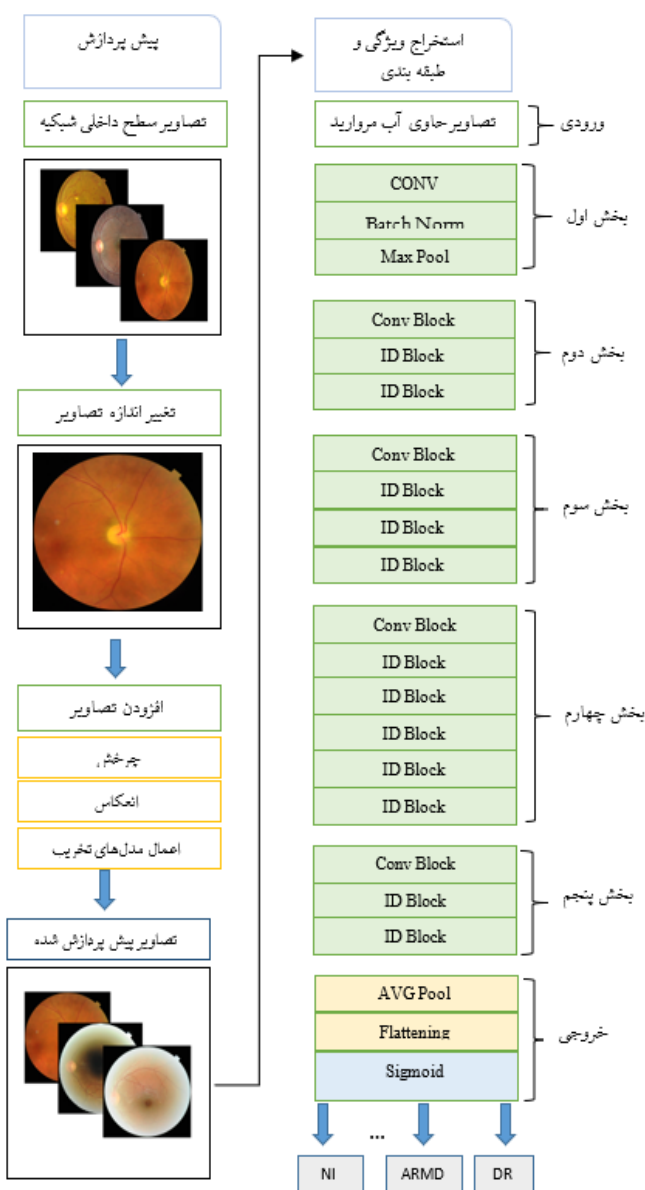 پیش پردازش
تصاویر سطح داخلی شبکیه
تغییر اندازه تصاویر
افزودن تصاویر
چرخش
انعکاس
اعمال مدل‌های تخریب
تصاویر پیش پردازش شده
استخراج ویژگی و
طبقه بندی
تصاویر حاوی آب مروارید
ورودی
CONV
Batch Norm
Max Pool
بخش اول
Conv Block
ID Block
ID Block
بخش دوم
Conv Block
ID Block
ID Block
ID Block
بخش سوم
Conv Block
ID Block
ID Block
ID Block
ID Block
ID Block
بخش چهارم
Conv Block
ID Block
ID Block
بخش پنجم
AVG Pool
Flattening
Sigmoid
خروجی
...
NI
ARMD
DR